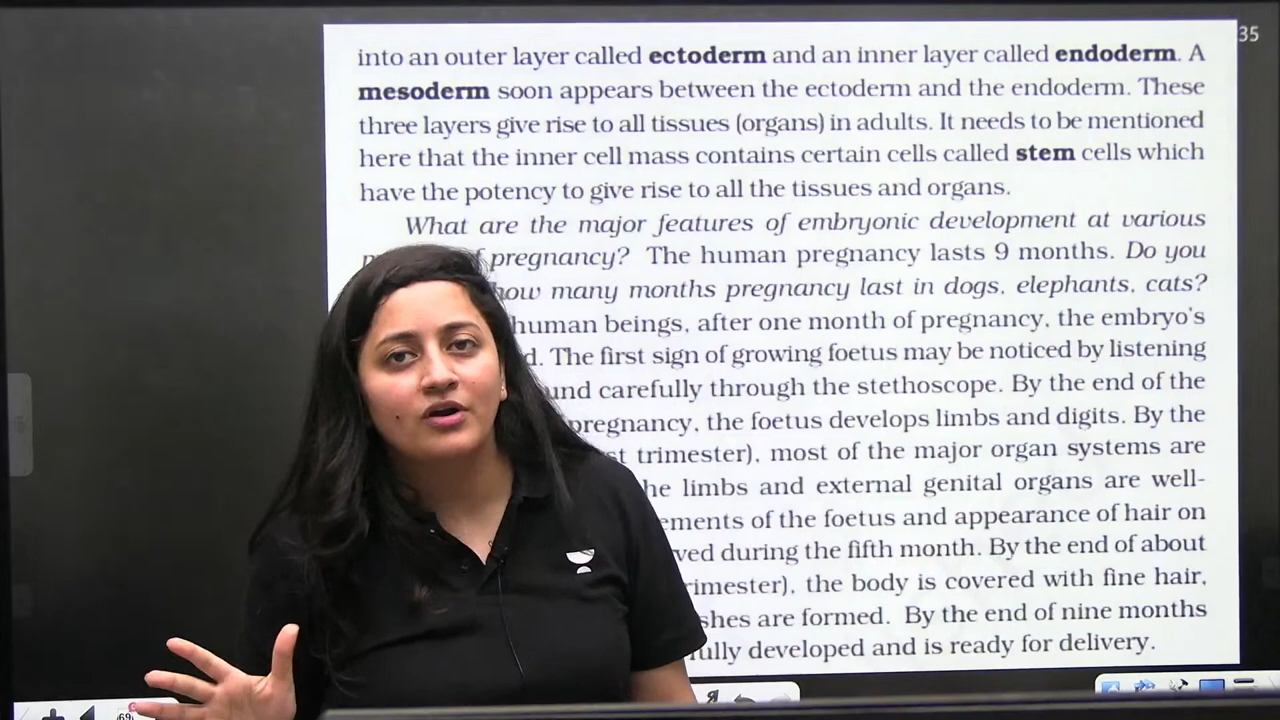 35
into an outer layer called ectoderm and an inner layer called endoderm. A
mesoderm soon appears between the ectoderm and the endoderm. These
three layers give rise to all tissues (organs) in adults. It needs to be mentioned
here that the inner cell mass contains certain cells called stem cells which
have the potency to give rise to all the tissues and organs.
What are the major features of embryonic development at various
pregnancy? The human pregnancy lasts 9 months. Do you
how many months pregnancy last in dogs, elephants, cats?
human beings, after one month of pregnancy, the embryo's
d. The first sign of growing foetus may be noticed by listening
und carefully through the stethoscope. By the end of the
pregnancy, the foetus develops limbs and digits. By the
st trimester), most of the major organ systems are
he limbs and external genital organs are well-
ements of the foetus and appearance of hair on
ved during the fifth month. By the end of about
rimester), the body is covered with fine hair,
shes are formed. By the end of nine months
fully developed and is ready for delivery.
69